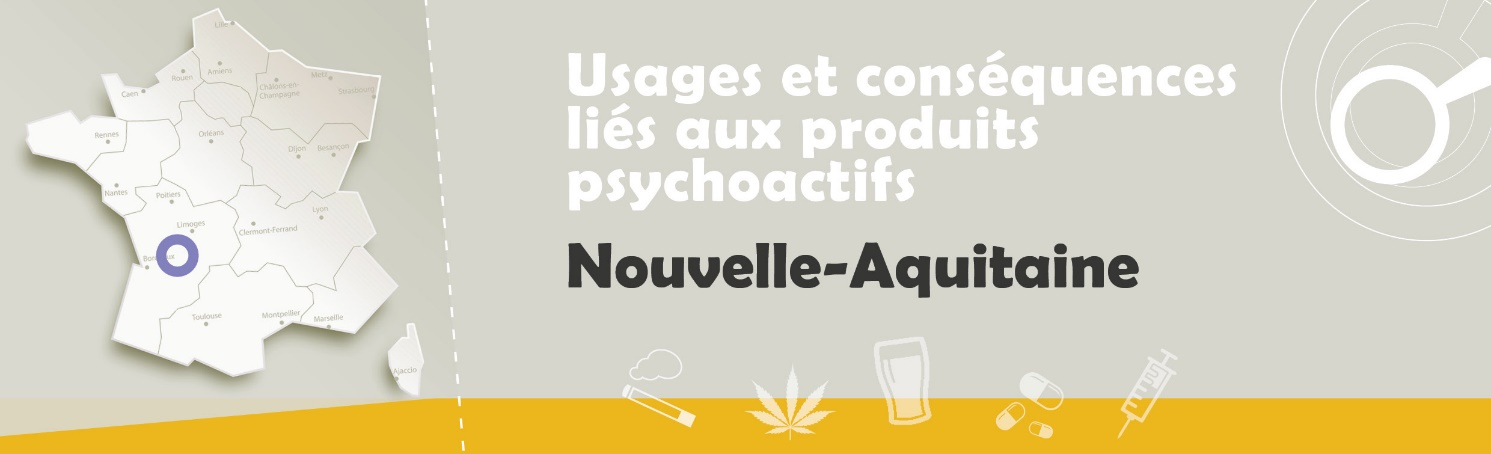 Lille
Amiens
Rouen
Metz
Châlons-en-
Champagne
Strasbourg
Caen
Rennes
Orléans
Dijon
Besançon
Nantes
Poitiers
Limoges
Lyon
Clermont-Ferrand
Toulouse
Montpellier
Marseille
Ajaccio
Usages et conséquences
liés aux produits
psychoactifs
Nouvelle-Aquitaine